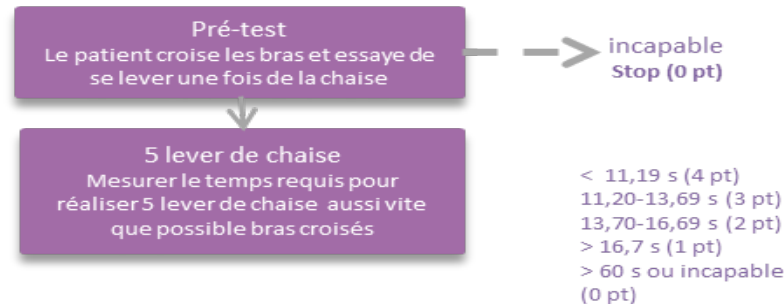 Pré-test
Le patient croise les bras et essaye de
se lever une fois de la chaise
incapable
Stop (0 pt)
5 lever de chaise
Mesurer le temps requis pour
réaliser 5 lever de chaise aussi vite
que possible bras croisés
< 11,19 s (4 pt)
11,20-13,69 s (3 pt)
13,70-16,69 s (2 pt)
> 16,7 s (1 pt)
> 60 s ou incapable
(0 pt)